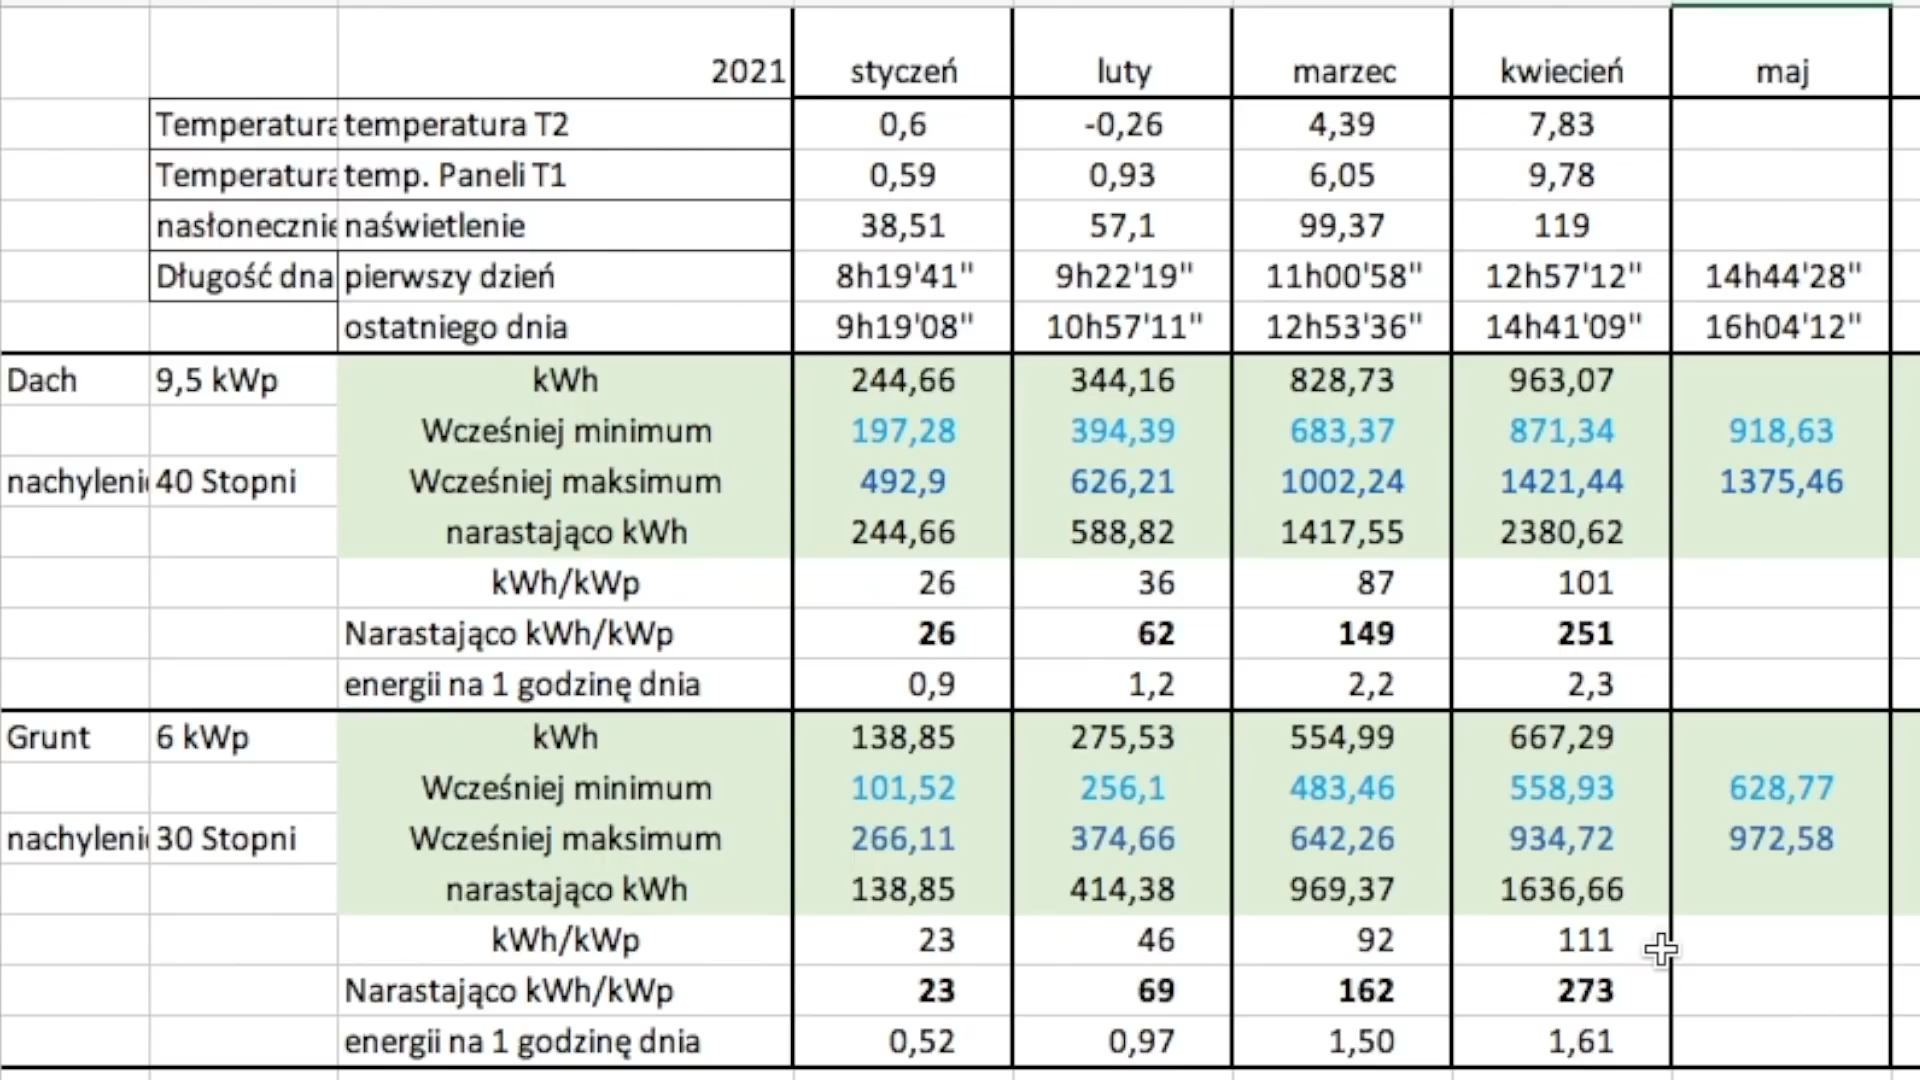 2021 styczeń luty marzec kwiecień maj
Temperatura temperatura T2 0,6 -0,26 4,39 7,83
Temperatura temp. Paneli T1 0,59 0,93 6,05 9,78
nasłonecznie naświetlenie 38,51 57,1 99,37 119
Długość dna pierwszy dzień 8h19'41" 9h22'19" 11h00'58" 12h57'12" 14h44'28"
ostatniego dnia 9h19'08" 10h57'11" 12h53'36" 14h41'09" 16h04'12"
Dach 9,5 kWp kWh 244,66 344,16 828,73 963,07
Wcześniej minimum 197,28 394,39 683,37 871,34 918,63
nachyleni 40 Stopni Wcześniej maksimum 492,9 626,21 1002,24 1421,44 1375,46
narastająco kWh 244,66 588,82 1417,55 2380,62
kWh/kWp 26 36 87 101
Narastająco kWh/kWp 26 62 149 251
energii na 1 godzinę dnia 0,9 1,2 2,2 2,3
Grunt 6 kWp kWh 138,85 275,53 554,99 667,29
Wcześniej minimum 101,52 256,1 483,46 558,93 628,77
nachyleni 30 Stopni Wcześniej maksimum 266,11 374,66 642,26 934,72 972,58
narastająco kWh 138,85 414,38 969,37 1636,66
kWh/kWp 23 46 92 111
Narastająco kWh/kWp 23 69 162 273
energii na 1 godzinę dnia 0,52 0,97 1,50 1,61